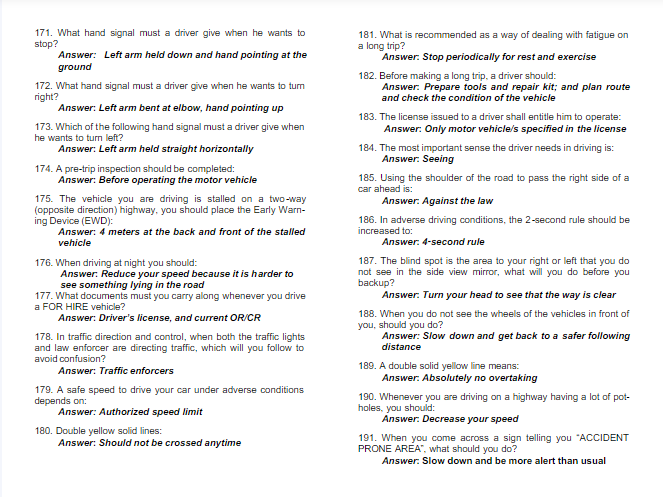 171. What hand signal must a driver give when he wants to
stop?
Answer: Left arm held down and hand pointing at the
ground
172. What hand signal must a driver give when he wants to turn
right?
Answer: Left arm bent at elbow, hand pointing up
173. Which of the following hand signal must a driver give when
he wants to turn left?
Answer: Left arm held straight horizontally
174. A pre-trip inspection should be completed:
Answer: Before operating the motor vehicle
175. The vehicle you are driving is stalled on a two-way
(opposite direction) highway, you should place the Early Warn-
ing Device (EWD):
Answer: 4 meters at the back and front of the stalled
vehicle
176. When driving at night you should:
Answer: Reduce your speed because it is harder to
see something lying in the road
177. What documents must you carry along whenever you drive
a FOR HIRE vehicle?
Answer: Driver's license, and current OR/CR
178. In traffic direction and control, when both the traffic lights
and law enforcer are directing traffic, which will you follow to
avoid confusion?
Answer: Traffic enforcers
179. A safe speed to drive your car under adverse conditions
depends on:
Answer: Authorized speed limit
180. Double yellow solid lines:
Answer: Should not be crossed anytime
181. What is recommended as a way of dealing with fatigue on
a long trip?
Answer: Stop periodically for rest and exercise
182. Before making a long trip, a driver should:
Answer: Prepare tools and repair kit; and plan route
and check the condition of the vehicle
183. The license issued to a driver shall entitle him to operate:
Answer: Only motor vehicle/s specified in the license
184. The most important sense the driver needs in driving is:
Answer: Seeing
185. Using the shoulder of the road to pass the right side of a
car ahead is:
Answer: Against the law
186. In adverse driving conditions, the 2-second rule should be
increased to:
Answer: 4-second rule
187. The blind spot is the area to your right or left that you do
not see in the side view mirror, what will you do before you
backup?
Answer: Turn your head to see that the way is clear
188. When you do not see the wheels of the vehicles in front of
you, should you do?
Answer: Slow down and get back to a safer following
distance
189. A double solid yellow line means:
Answer: Absolutely no overtaking
190. Whenever you are driving on a highway having a lot of pot-
holes, you should:
Answer: Decrease your speed
191. When you come across a sign telling you "ACCIDENT
PRONE AREA", what should you do?
Answer: Slow down and be more alert than usual